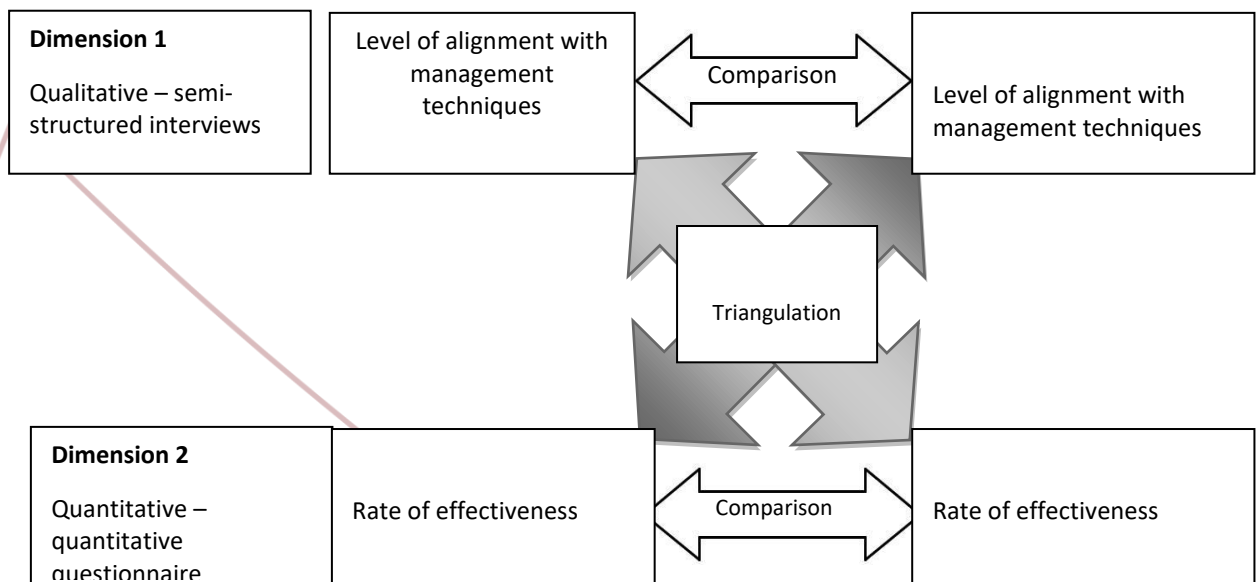 Dimension 1
Qualitative – semi-
structured interviews
Level of alignment with
management
techniques
Comparison
Level of alignment with
management techniques
Triangulation
Dimension 2
Quantitative –
quantitative
questionnaire
Rate of effectiveness
Comparison
Rate of effectiveness